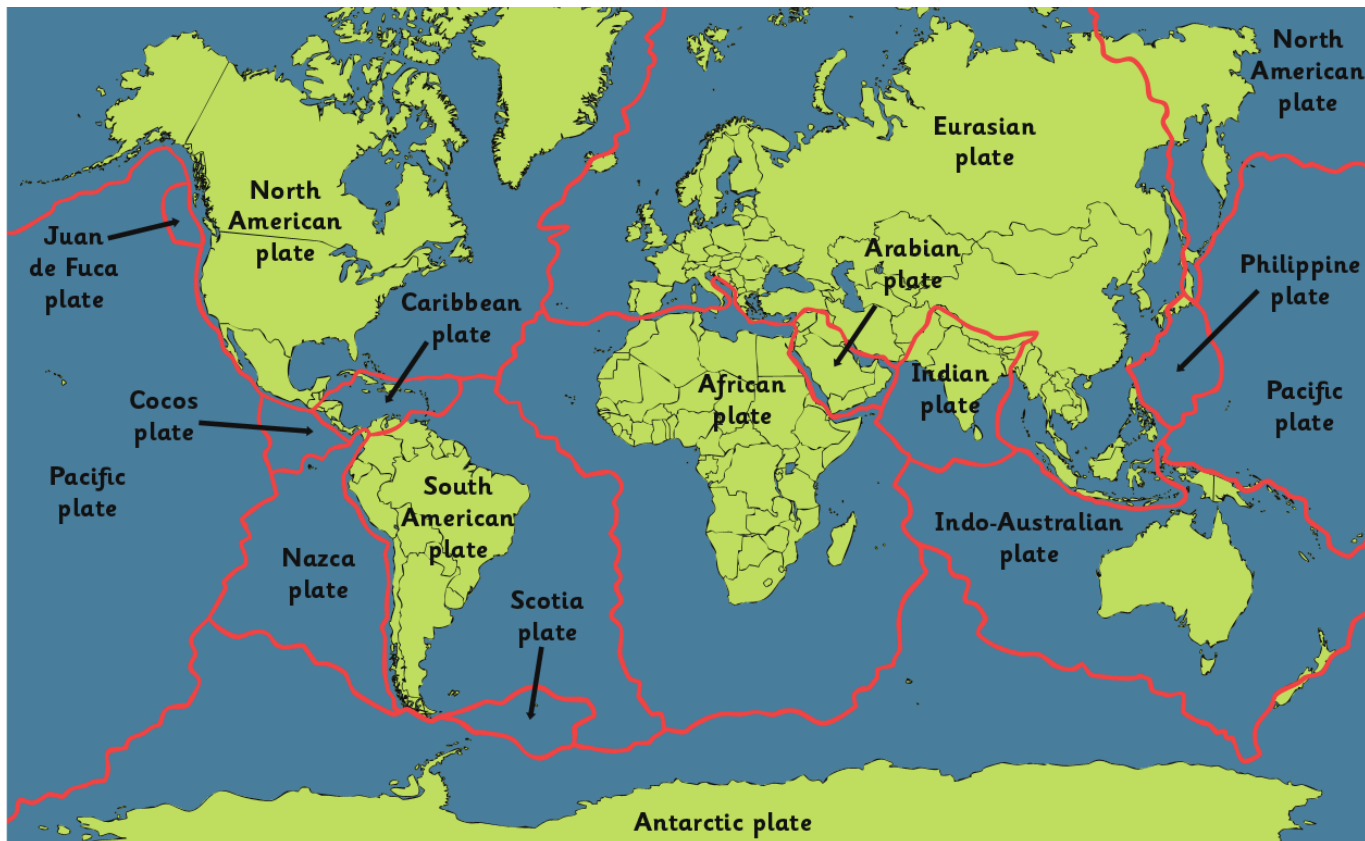 North
American
plate
Eurasian
plate
North
American
plate
Juan
de Fuca
plate
Arabian
plate
Philippine
plate
Caribbean
plate
Cocos
plate
African
plate
Indian
plate
Pacific
plate
Pacific
plate
South
American
plate
Indo-Australian
plate
Nazca
plate
Scotia
plate
Antarctic plate